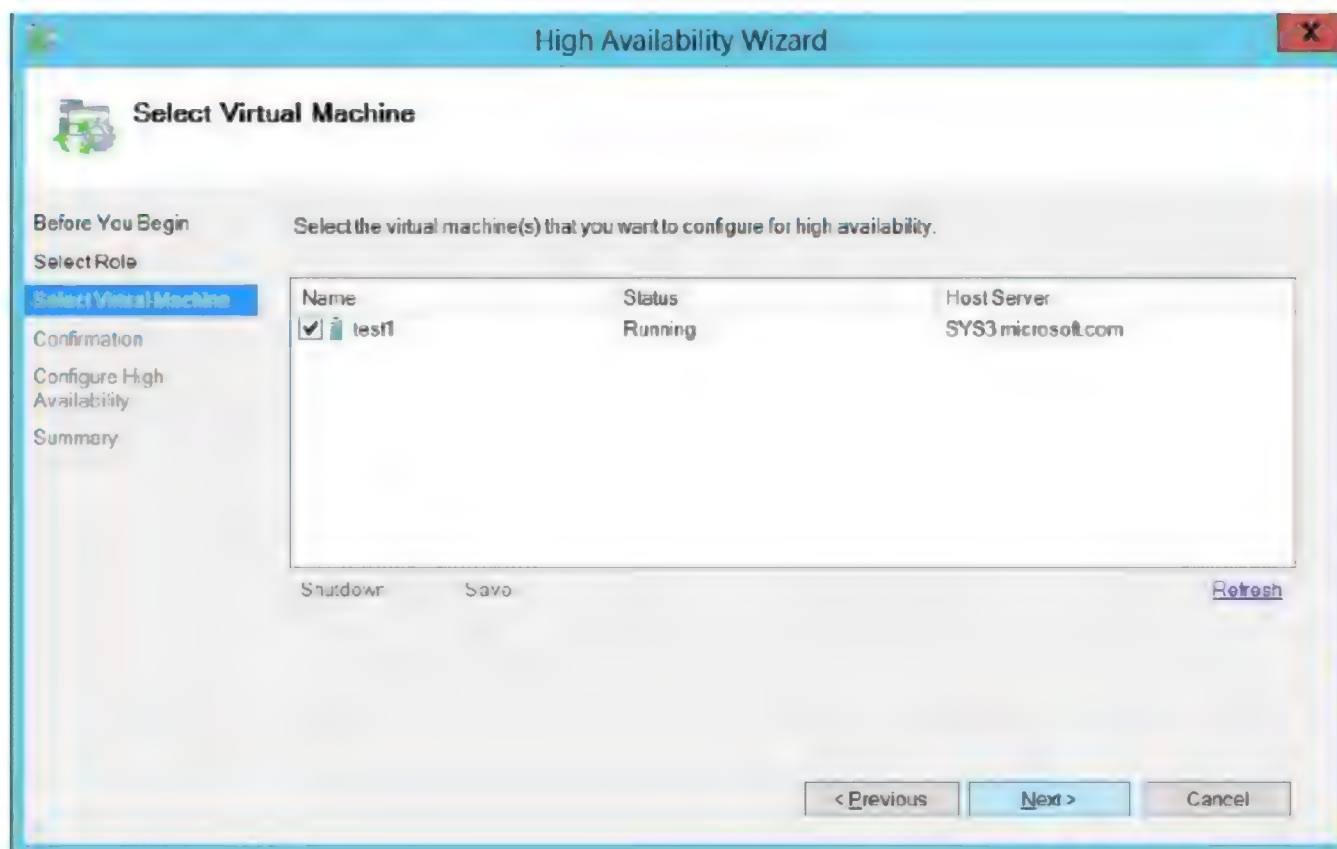 High Availability Wizard
X
Select Virtual Machine
Before You Begin
Select Role
Select Virtual Machine
Confirmation
Configure High
Availability
Summary
Select the virtual machine(s) that you want to configure for high availability.
Name Status Host Server
test1 Running SYS3.microsoft.com
Shutdown Save Refresh
< Previous Next > Cancel